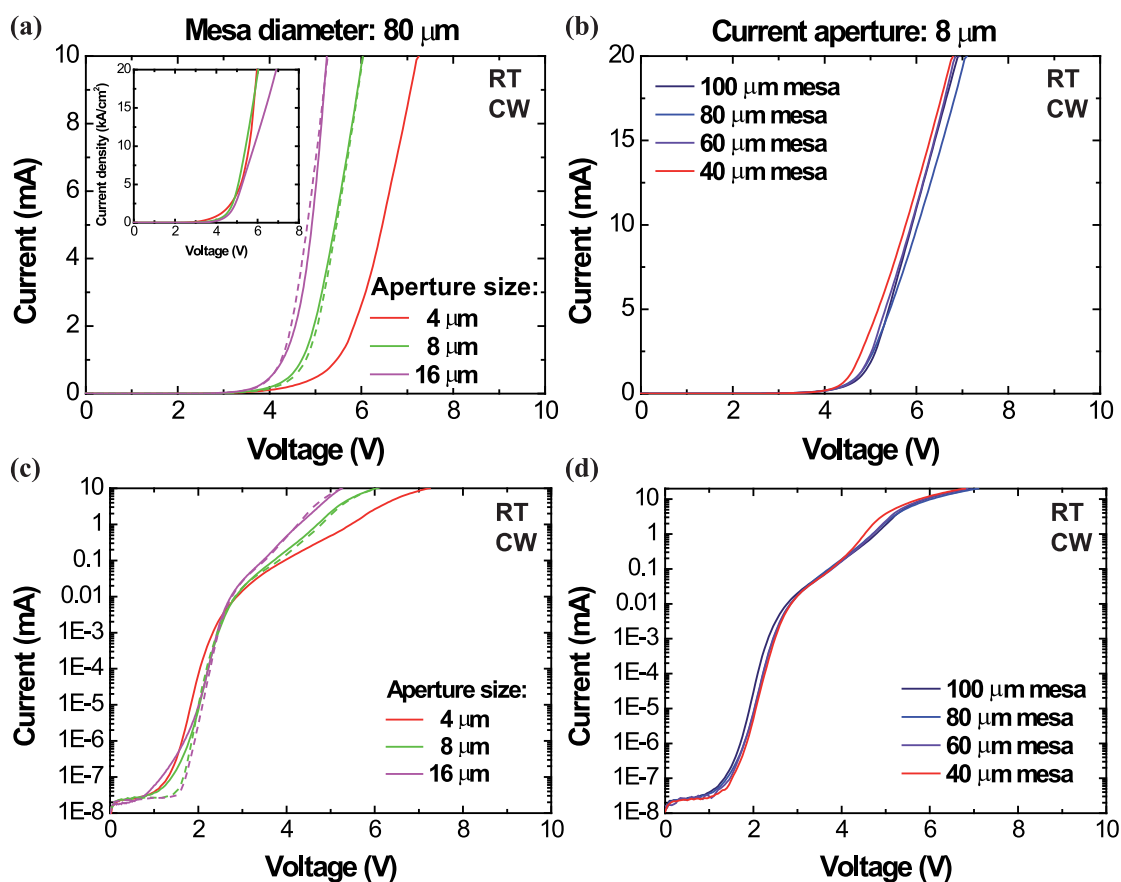 (a)
Mesa diameter: 80 μm
10
8
6
4
2
0
Current (mA)
0
2
4
6
8
10
Voltage (V)
RT
CW
20
15
10
5
0
Current density (kA/cm²)
0
2
4
6
8
Voltage (V)
Aperture size:
4 μm
8 μm
16 μm
(b)
Current aperture: 8 μm
20
15
10
5
0
Current (mA)
0
2
4
6
8
10
Voltage (V)
100 μm mesa
80 μm mesa
60 μm mesa
40 μm mesa
RT
CW
(c)
10
1
0.1
0.01
1E-3
1E-4
1E-5
1E-6
1E-7
1E-8
Current (mA)
0
2
4
6
8
10
Voltage (V)
RT
CW
Aperture size:
4 μm
8 μm
16 μm
(d)
10
1
0.1
0.01
1E-3
1E-4
1E-5
1E-6
1E-7
1E-8
Current (mA)
0
2
4
6
8
10
Voltage (V)
RT
CW
100 μm mesa
80 μm mesa
60 μm mesa
40 μm mesa